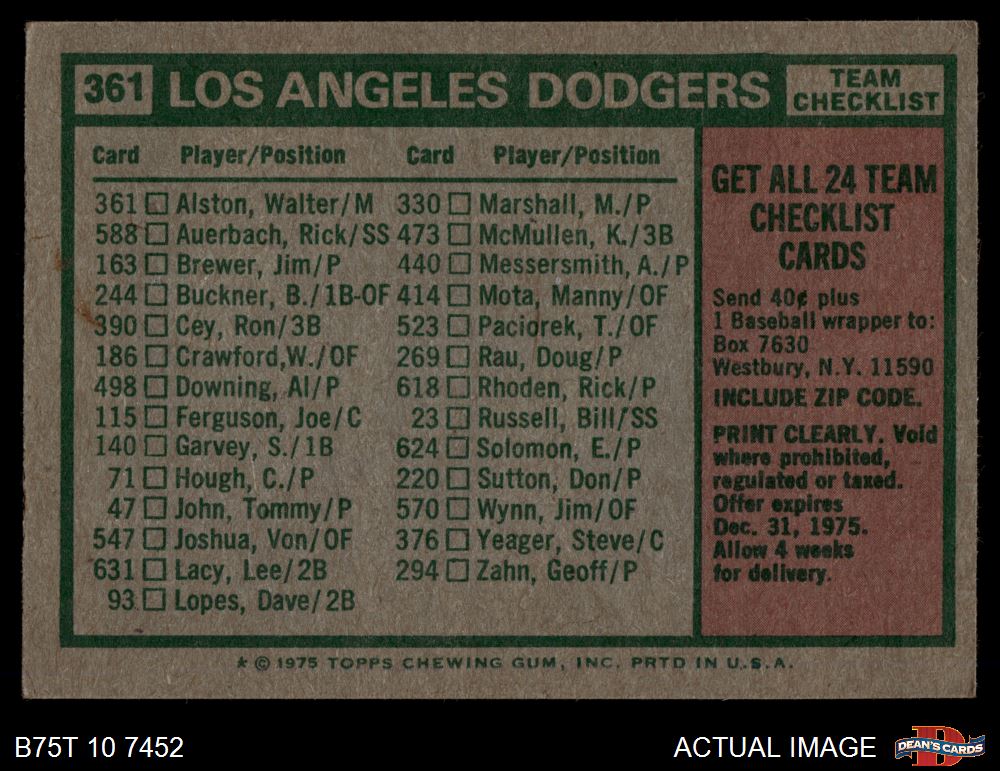 361 LOS ANGELES DODGERS TEAM CHECKLIST
Card Player/Position Card Player/Position
361 Alston, Walter/M
588 Auerbach, Rick/SS
163 Brewer, Jim/P
244 Buckner, B./1B-OF
390 Cey, Ron/3B
186 Crawford,W./OF
498 Downing, Al/P
115 Ferguson, Joe/C
140 Garvey, S./1B
71 Hough, C./P
47 John, Tommy/P
547 Joshua, Von/OF
631 Lacy, Lee/2B
93 Lopes, Dave/2B
330 Marshall, M./P
473 McMullen, K./3B
440 Messersmith, A./P
414 Mota, Manny/OF
523 Paciorek, T./OF
269 Rau, Doug/P
618 Rhoden, Rick/P
23 Russell, Bill/SS
624 Solomon, E./P
220 Sutton, Don/P
570 Wynn, Jim/OF
376 Yeager, Steve/C
294 Zahn, Geoff/P
GET ALL 24 TEAM
CHECKLIST
CARDS
Send 40¢ plus
1 Baseball wrapper to:
Box 7630
Westbury, N.Y. 11590
INCLUDE ZIP CODE.
PRINT CLEARLY. Void
where prohibited,
regulated or taxed.
Offer expires
Dec. 31, 1975.
Allow 4 weeks
for delivery.
* © 1975 TOPPS CHEWING GUM, INC. PRTD IN U.S.A.
B75T 10 7452
ACTUAL IMAGE
D
DEAN'S CARDS